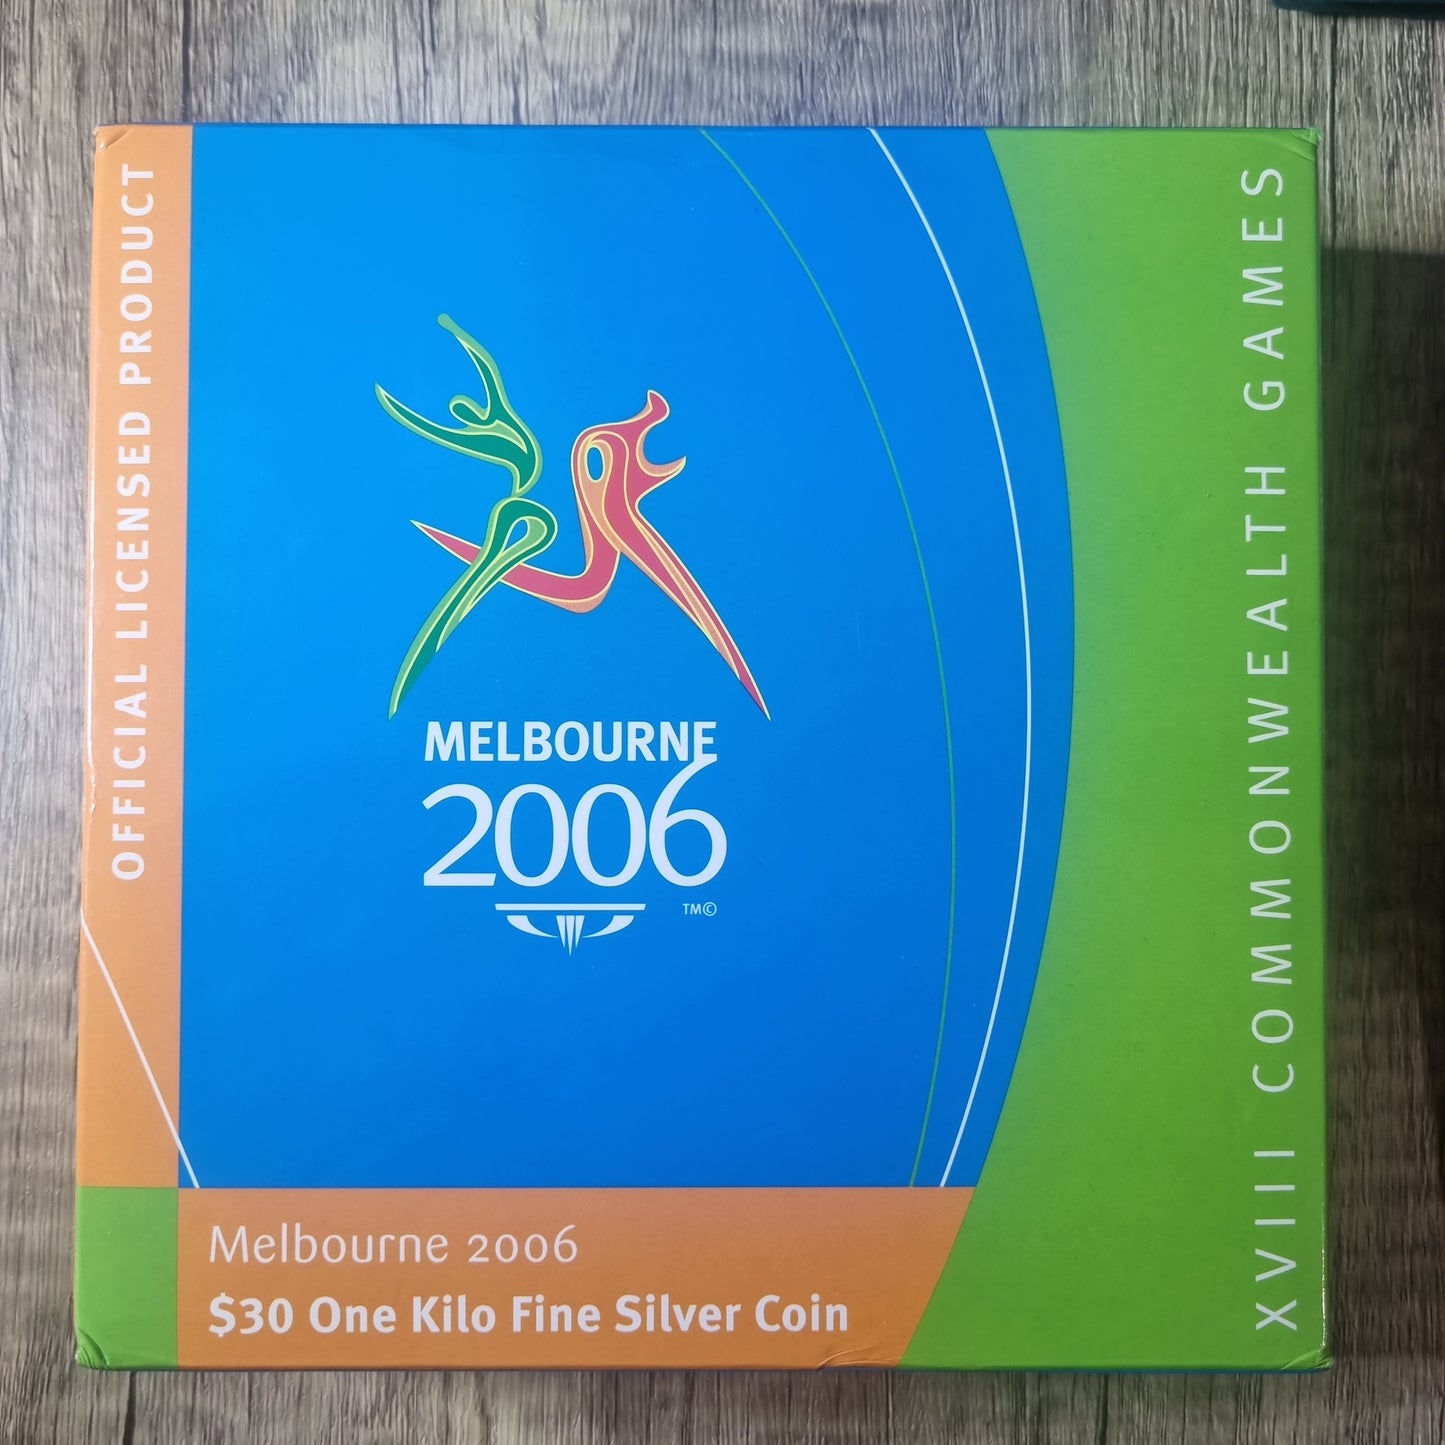 OFFICIAL LICENSED PRODUCT
MELBOURNE
2006
TM©
Melbourne 2006
$30 One Kilo Fine Silver Coin
XVIII COMMONWEALTH GAMES